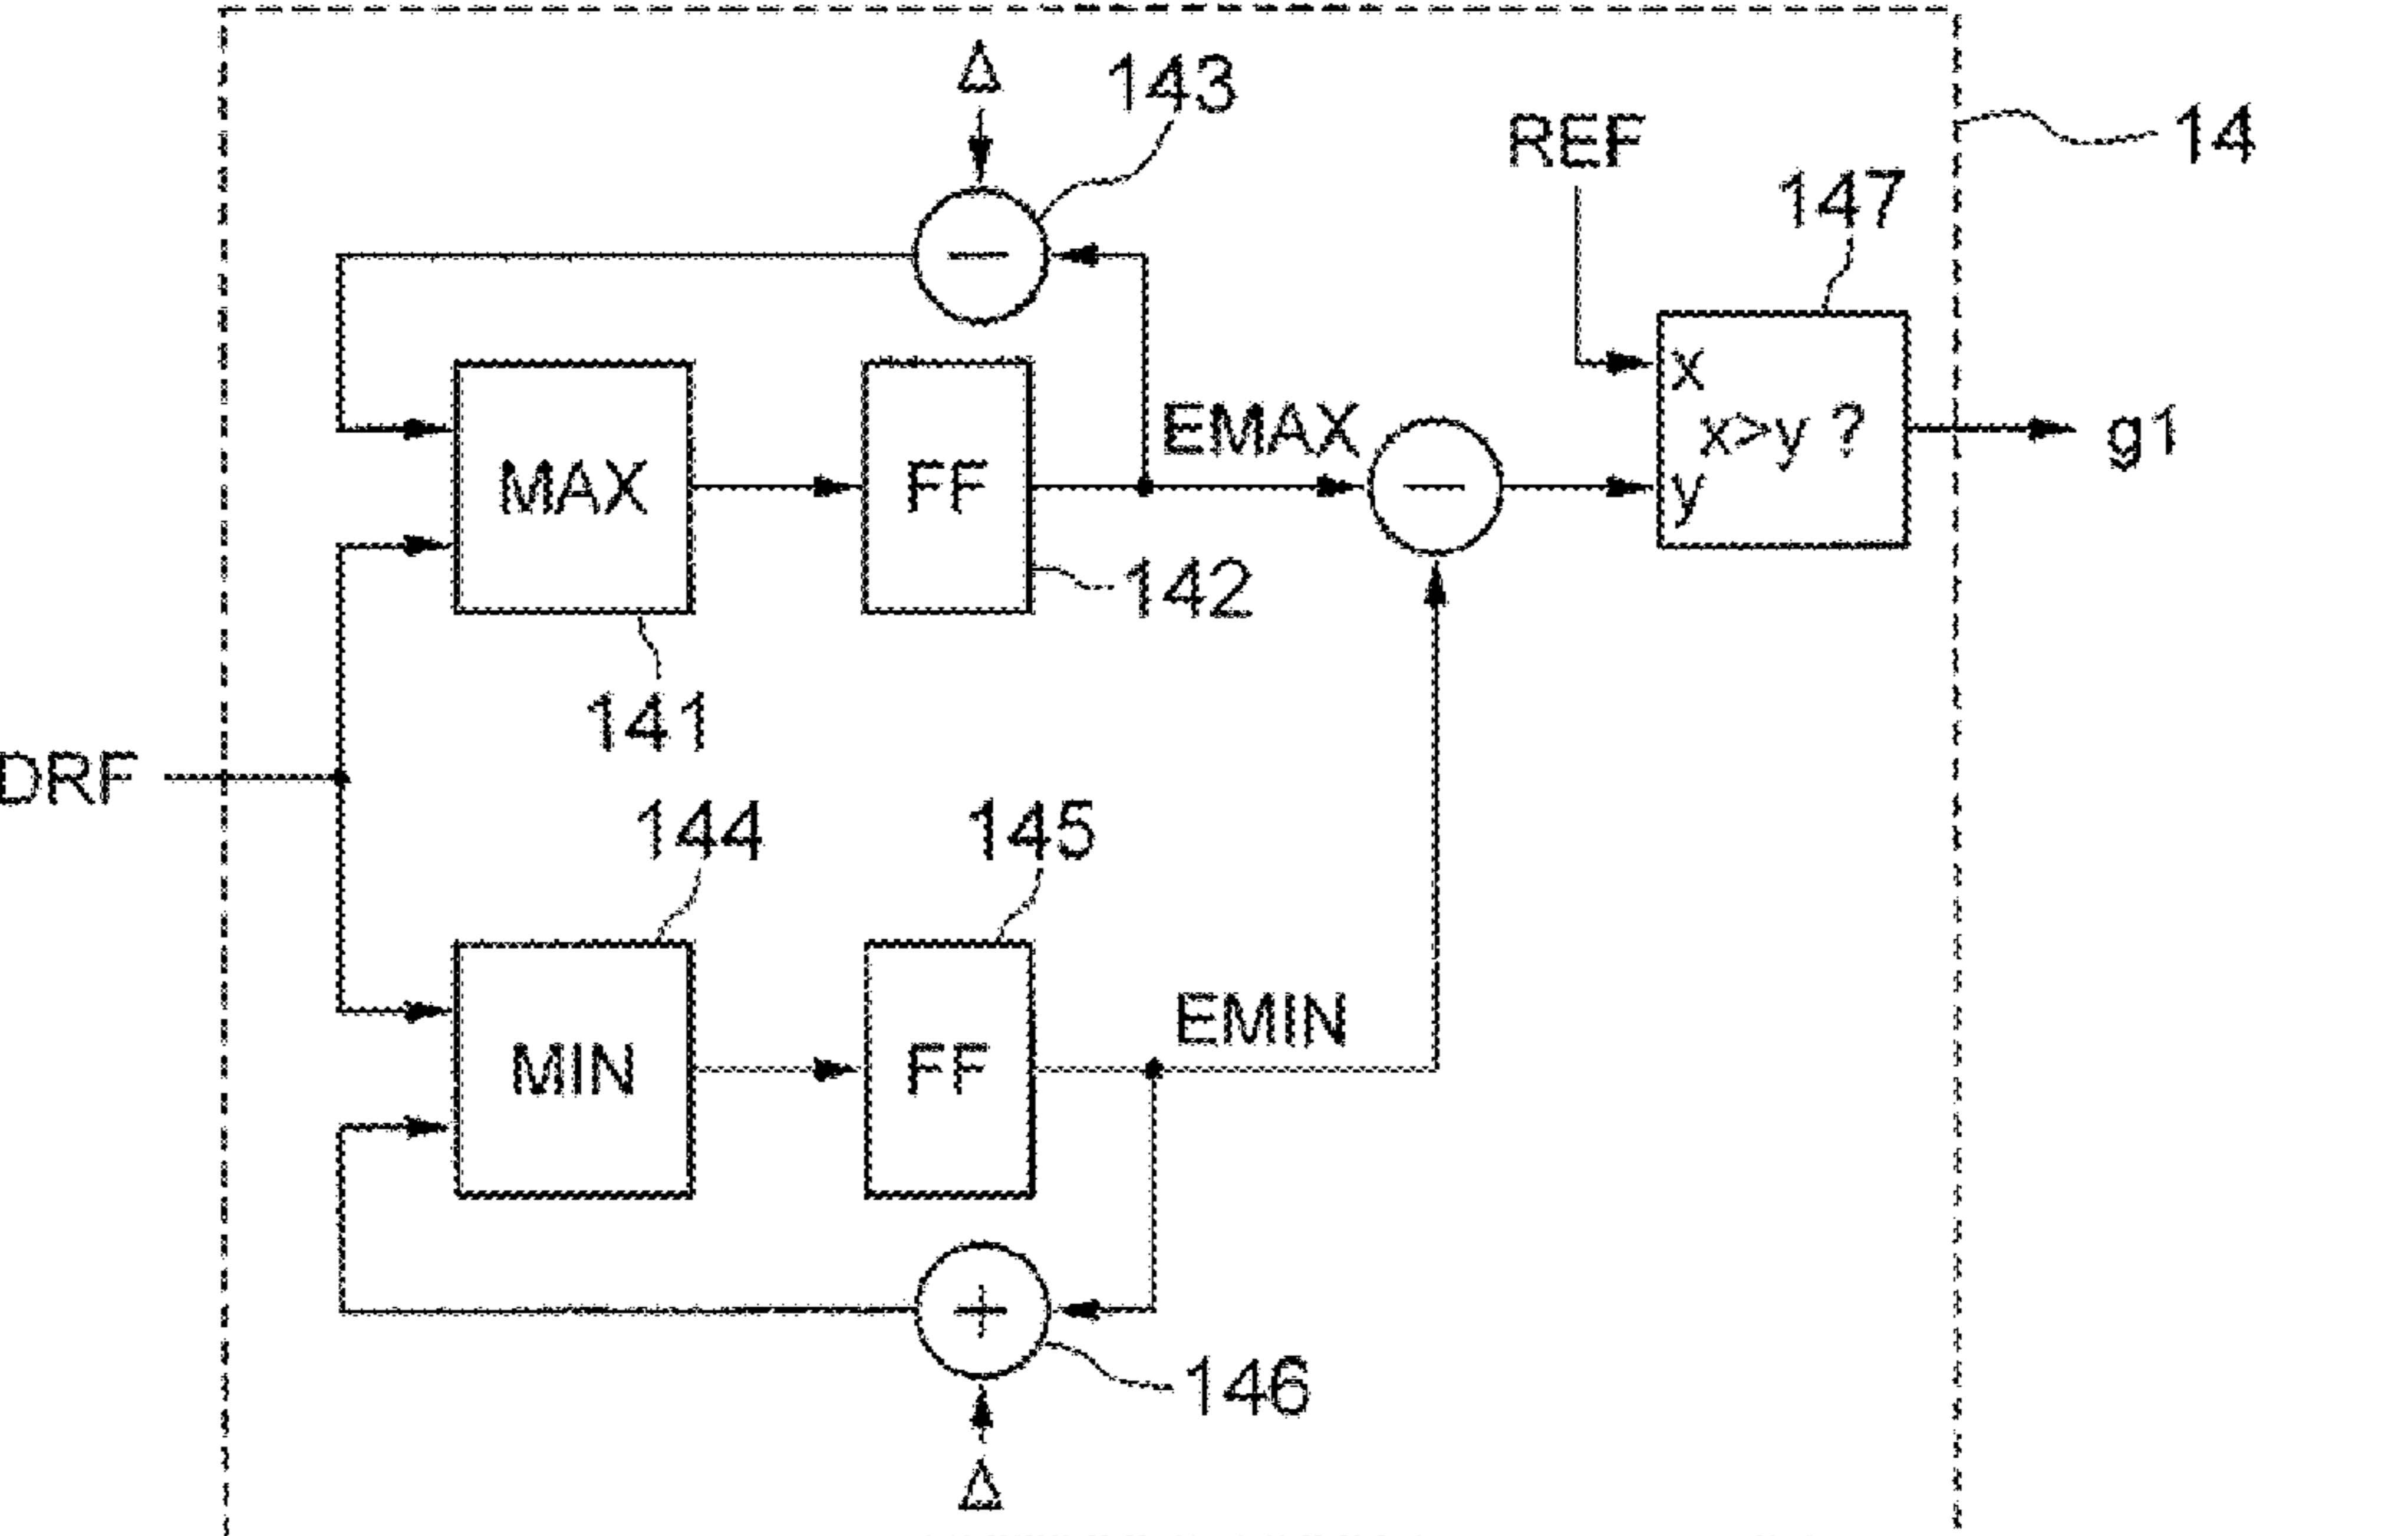 Δ
143
REF
14
147
x
x>y ?
g1
EMAX
MAX
FF
y
142
141
DRF
144
145
EMIN
MIN
FF
146
Δ